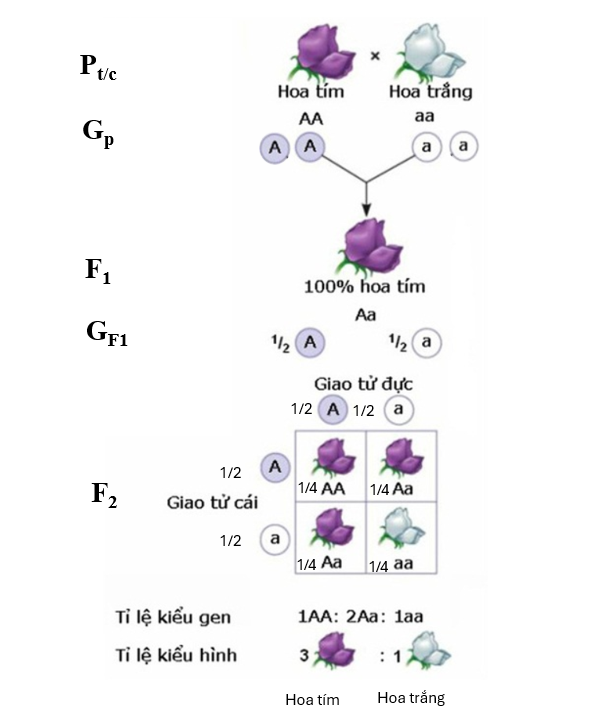 P t/c
×
Hoa tím Hoa trắng
AA aa
Gp
A A a a
F1
100% hoa tím
Aa
GF1
1/2 A 1/2 a
Giao tử đực
1/2 A 1/2 a
1/2 A
1/4 AA 1/4 Aa
F2
Giao tử cái
1/2 a
1/4 Aa 1/4 aa
Tỉ lệ kiểu gen 1AA: 2Aa: 1aa
Tỉ lệ kiểu hình 3 : 1
Hoa tím Hoa trắng